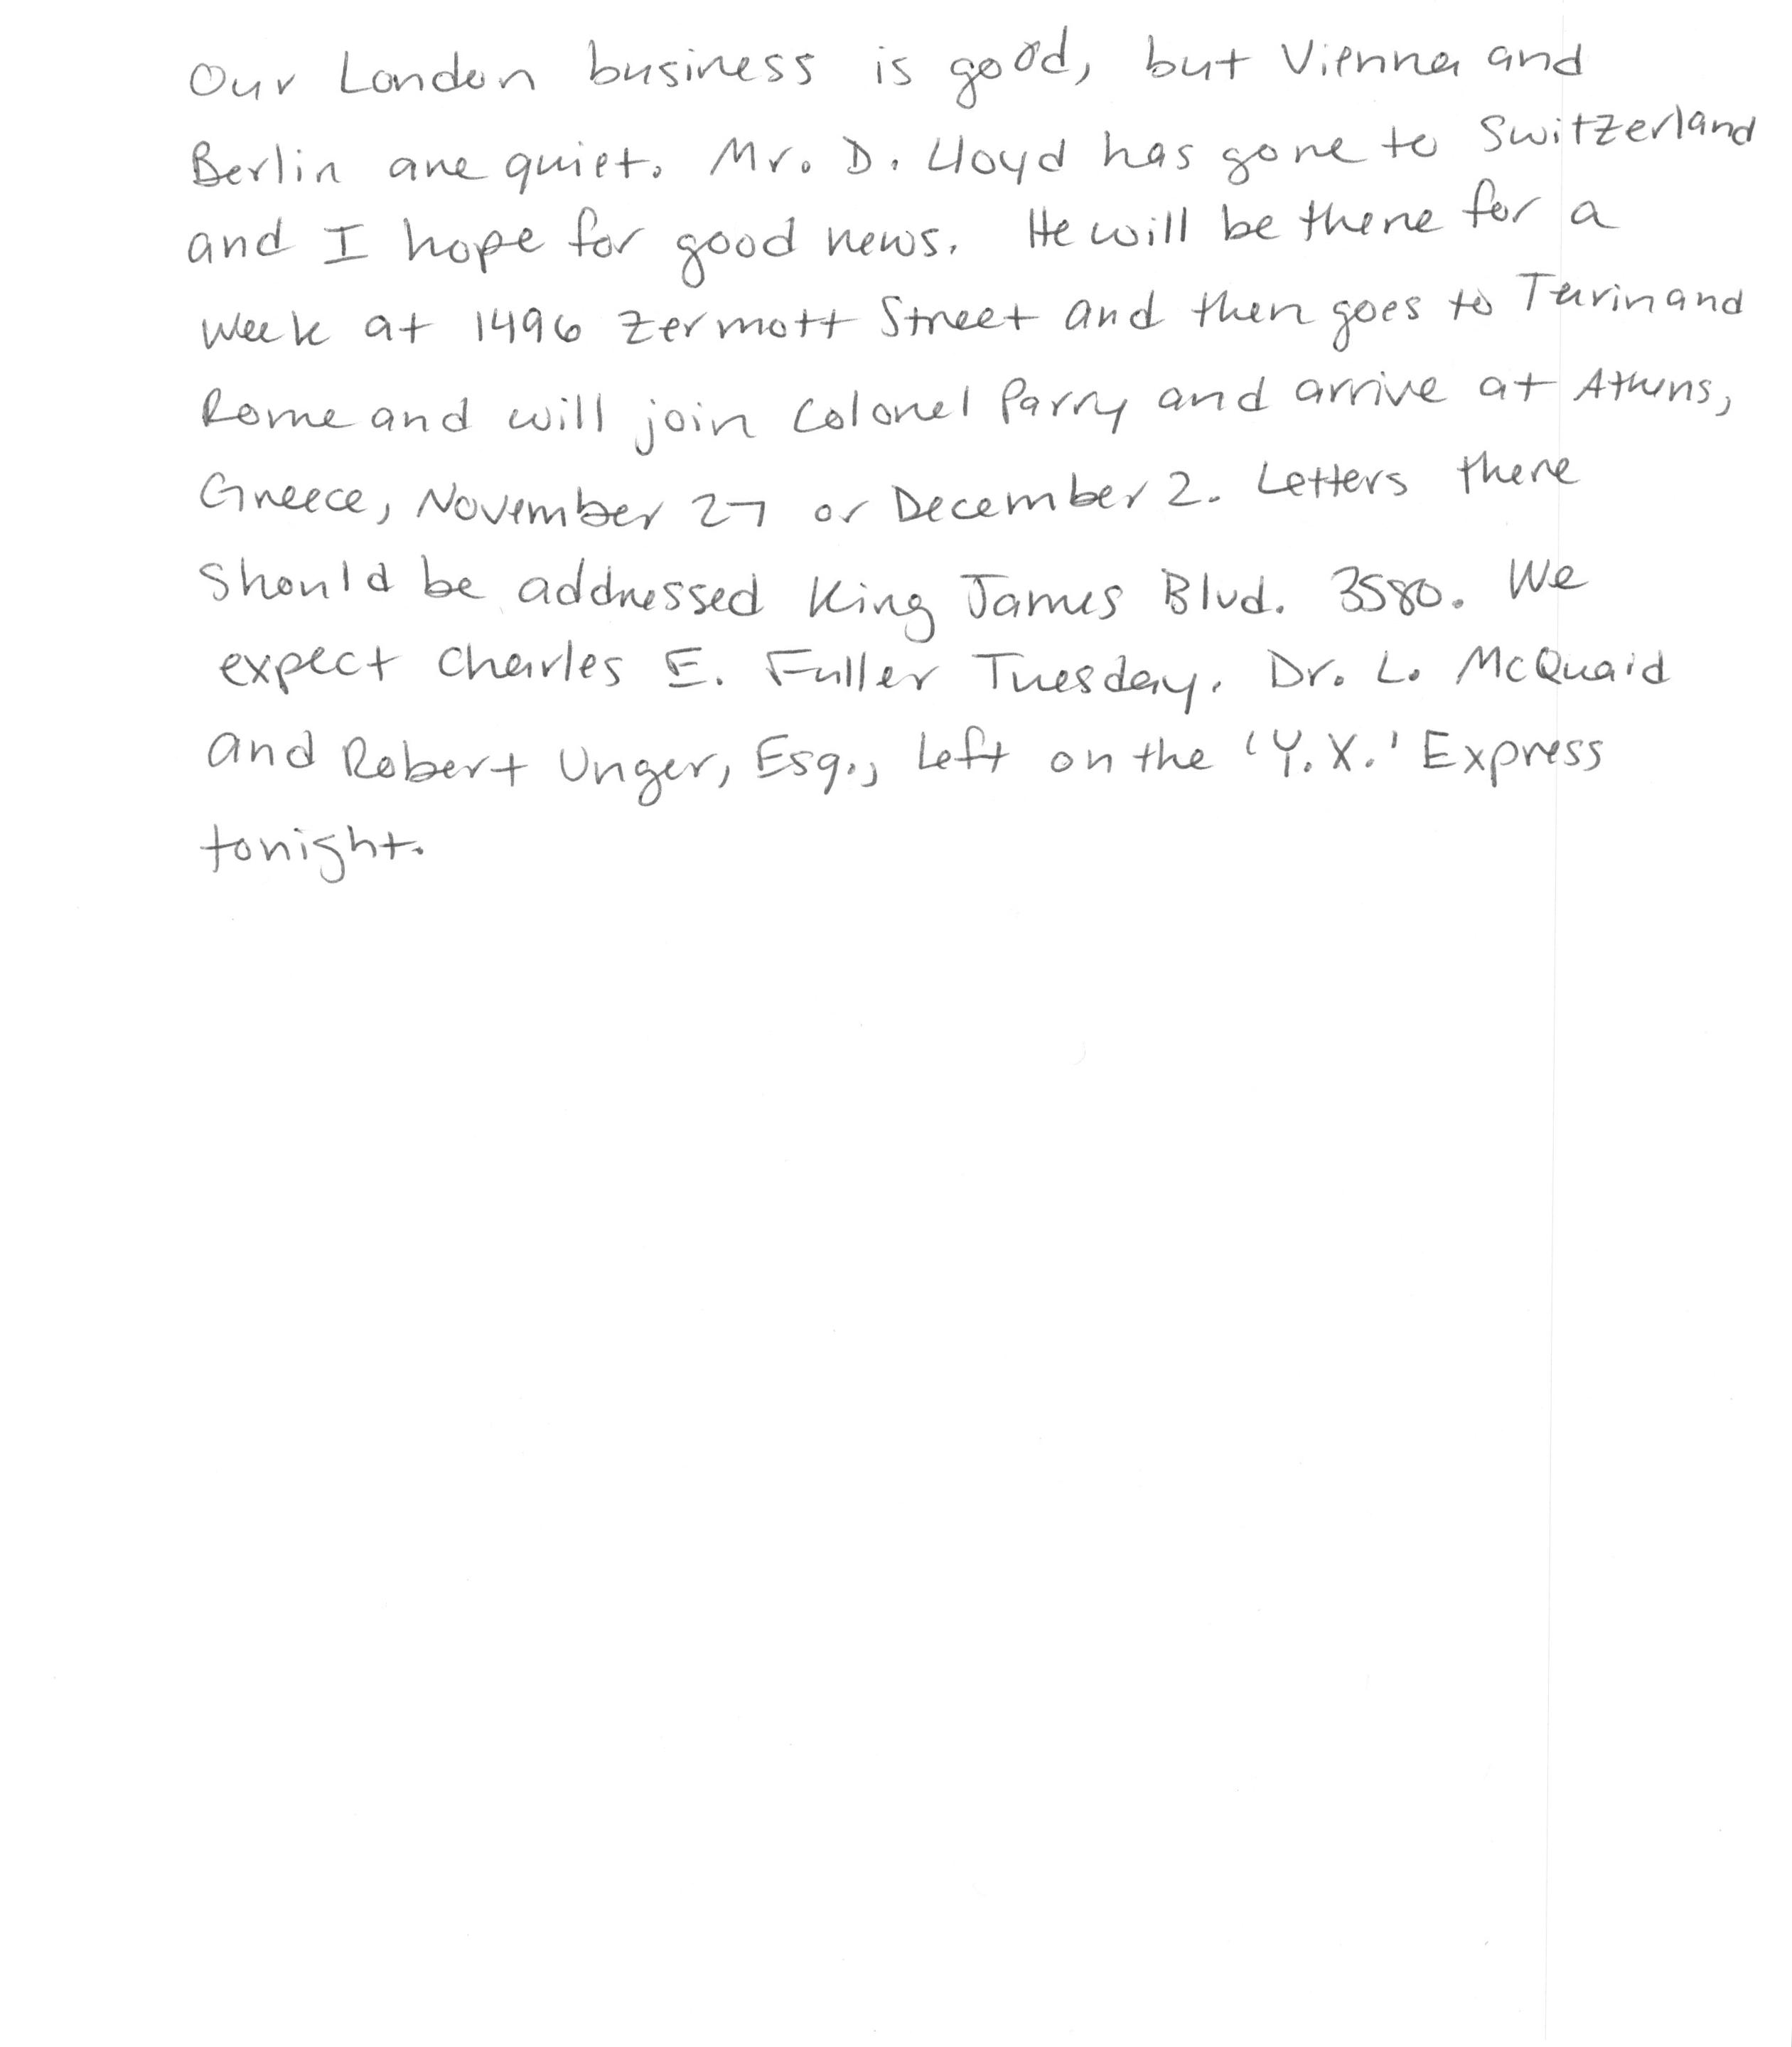 Our London business is good, but Vienna and
Berlin are quiet. Mr. D. Lloyd has gone to Switzerland
and I hope for good news. He will be there for a
week at 1496 Zermott Street and then goes to Turin and
Rome and will join Colonel Parry and arrive at Athens,
Greece, November 27 or December 2. Letters there
should be addressed King James Blvd. 3580. We
expect Charles E. Fuller Tuesday. Dr. L. McQuaid
and Robert Unger, Esq., left on the 'Y.X.' Express
tonight.